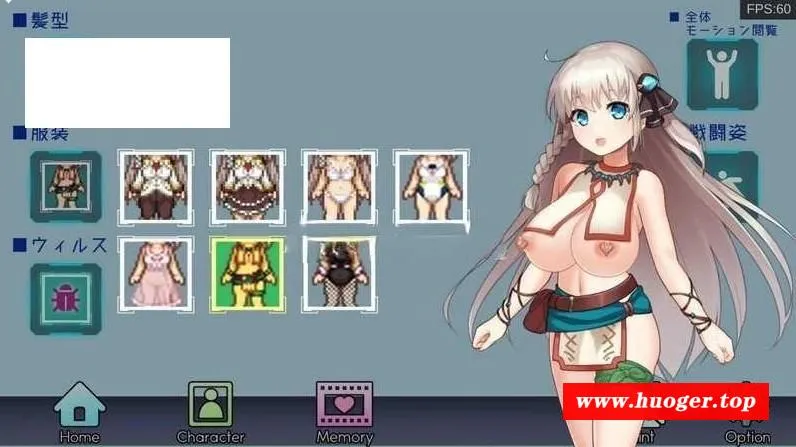 FPS:60
■髪型
■全体
モーション閲覧
■服装
戦闘姿
■ウィルス
www.huoger.top
Home
Character
Memory
Option